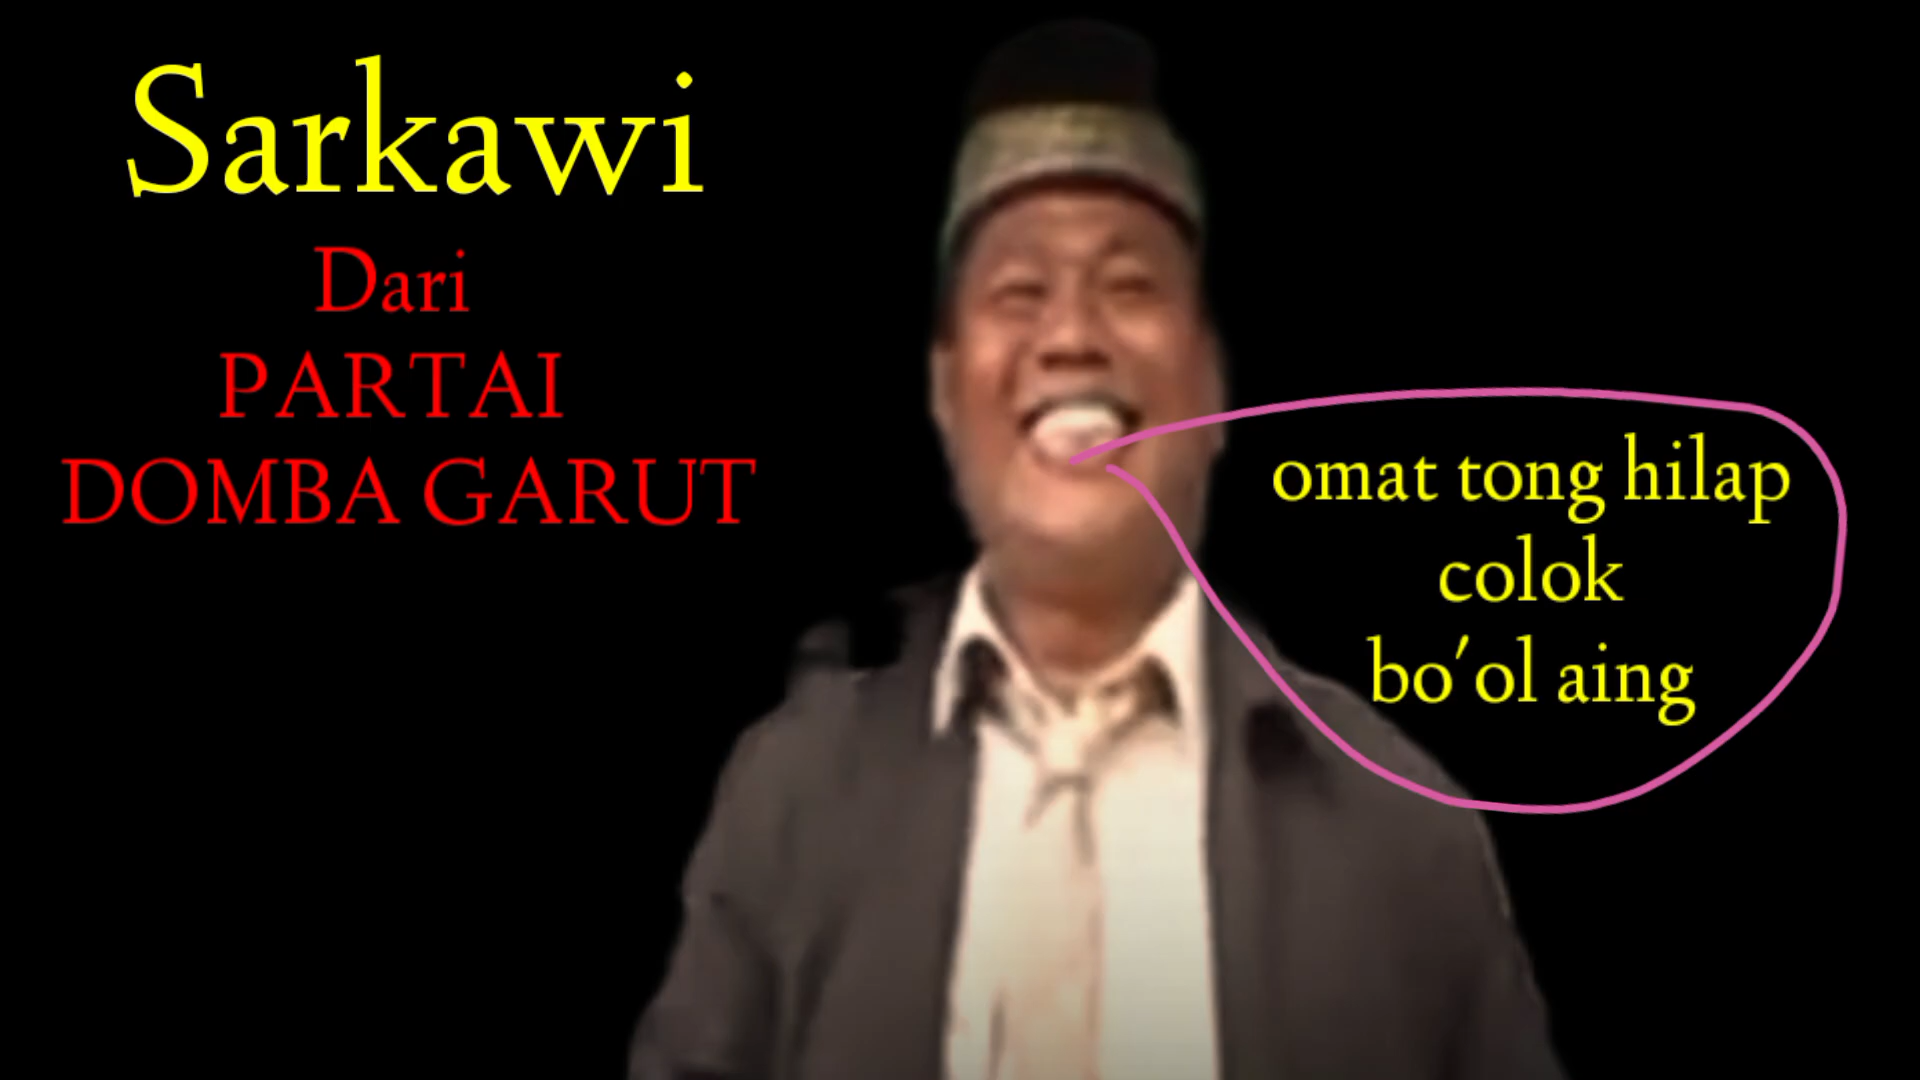 Sarkawi
Dari
PARTAI
DOMBA GARUT
omat tong hilap
colok
bo'ol aing